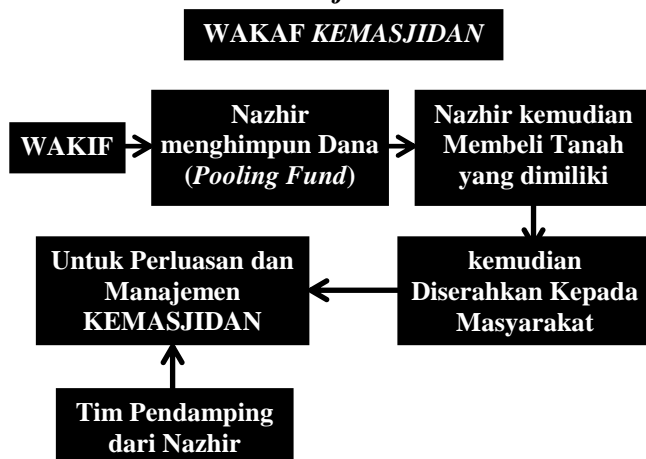 WAKAF KEMASJIDAN
WAKIF
Nazhir
menghimpun Dana
(Pooling Fund)
Nazhir kemudian
Membeli Tanah
yang dimiliki
kemudian
Diserahkan Kepada
Masyarakat
Untuk Perluasan dan
Manajemen
KEMASJIDAN
Tim Pendamping
dari Nazhir